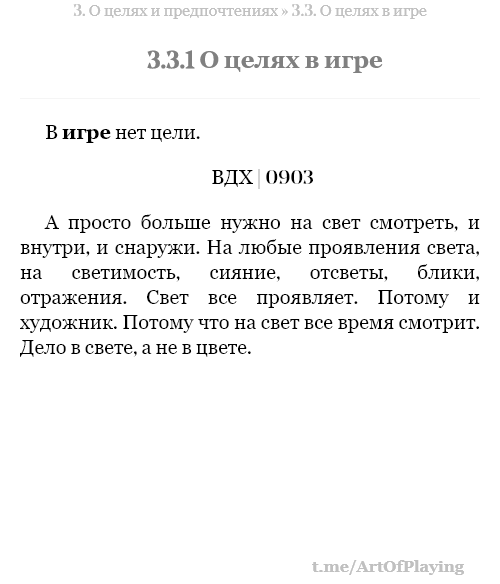 3. О целях и предпочтениях » 3.3. О целях в игре
3.3.1 О целях в игре
В игре нет цели.
ВДХ | 0903
А просто больше нужно на свет смотреть, и
внутри, и снаружи. На любые проявления света,
на светимость, сияние, отсветы, блики,
отражения. Свет все проявляет. Потому и
художник. Потому что на свет все время смотрит.
Дело в свете, а не в цвете.
t.me/ArtOfPlaying